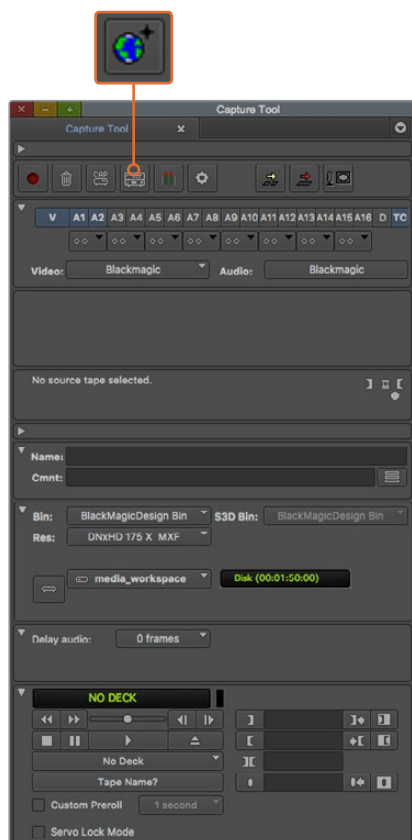 Capture Tool
Capture Tool
CAP
V A1 A2 A3 A4 A5 A6 A7 A8 A9 A10 A11 A12 A13 A14 A15 A16 D TC
Video: Blackmagic Audio: Blackmagic
No source tape selected.
Name:
Cmnt:
Bin: BlackMagicDesign Bin S3D Bin: BlackMagicDesign Bin
Res: DNxHD 175 X MXF
media_workspace Disk (00:01:50:00)
Delay audio: 0 frames
NO DECK
No Deck
Tape Name?
Custom Preroll 1 second
Servo Lock Mode